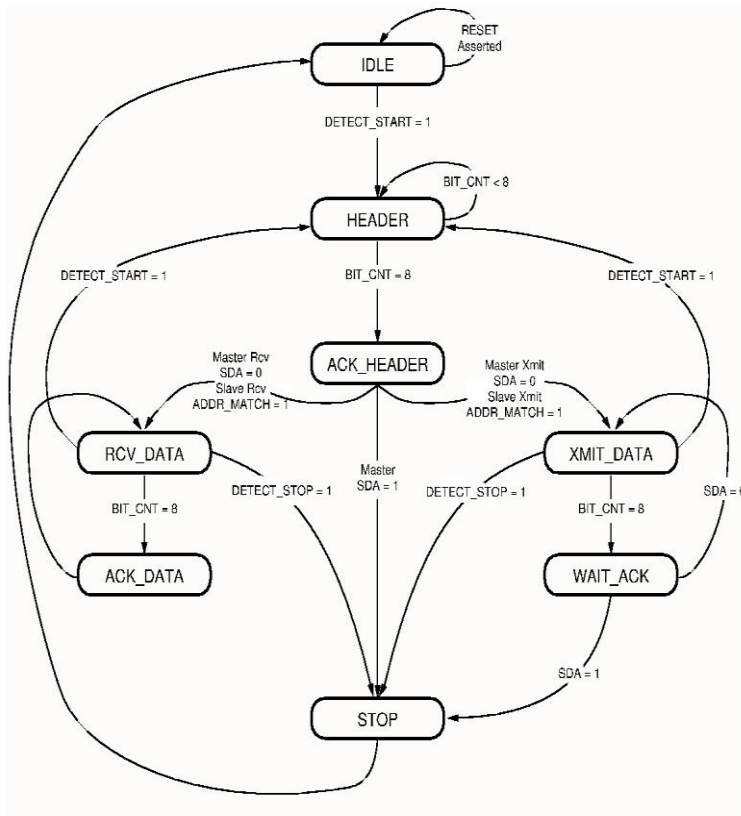 RESET
Asserted
IDLE
DETECT_START = 1
BIT_CNT < 8
HEADER
DETECT_START = 1
BIT_CNT = 8
DETECT_START = 1
Master Rcv
SDA = 0
Slave Rcv
ADDR_MATCH = 1
ACK_HEADER
Master Xmit
SDA = 0
Slave Xmit
ADDR_MATCH = 1
RCV_DATA
Master
SDA = 1
XMIT_DATA
DETECT_STOP = 1
DETECT_STOP = 1
SDA =
BIT_CNT = 8
BIT_CNT = 8
ACK_DATA
WAIT_ACK
SDA = 1
STOP